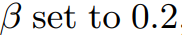 β set to 0.2